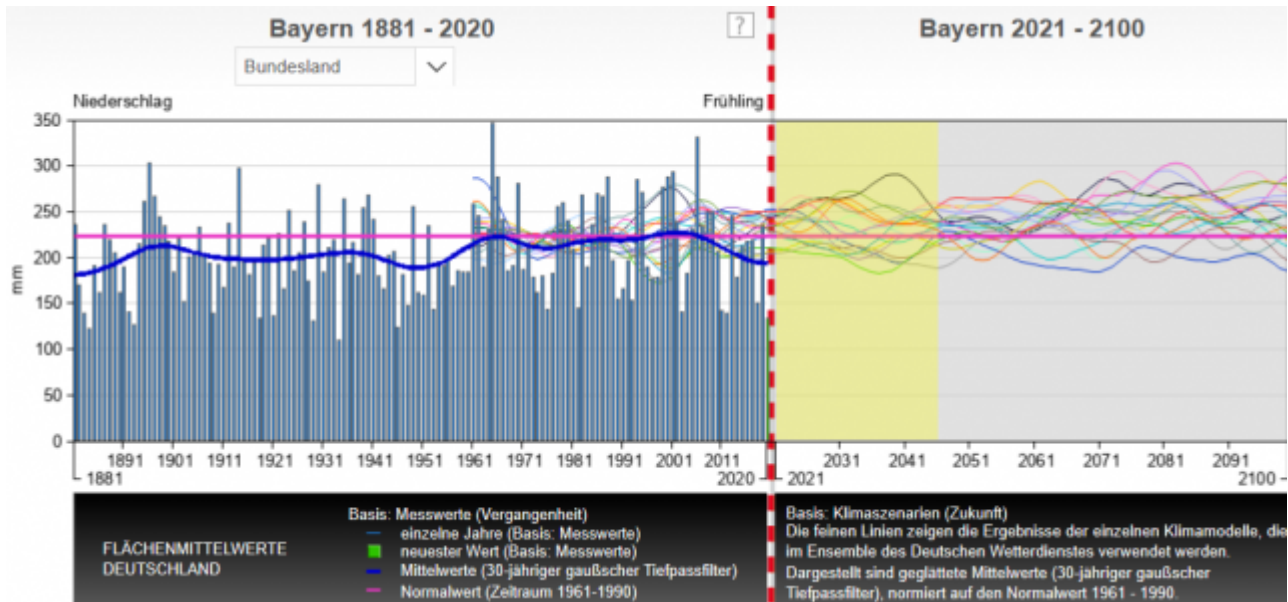 Bayern 1881 - 2020
?
Bayern 2021 - 2100
Bundesland
Niederschlag
Frühling
350
300
250
200
150
100
50
0
mm
1891 1901 1911 1921 1931 1941 1951 1961 1971 1981 1991 2001 2011
1881
2020
2031 2041 2051 2061 2071 2081 2091
2021
2100
FLÄCHENMITTELWERTE
DEUTSCHLAND
Basis: Messwerte (Vergangenheit)
einzelne Jahre (Basis: Messwerte)
neuester Wert (Basis: Messwerte)
Mittelwerte (30-jähriger gaußscher Tiefpassfilter)
Normalwert (Zeitraum 1961-1990)
Basis: Klimaszenarien (Zukunft)
Die feinen Linien zeigen die Ergebnisse der einzelnen Klimamodelle, die
im Ensemble des Deutschen Wetterdienstes verwendet werden.
Dargestellt sind geglättete Mittelwerte (30-jähriger gaußscher
Tiefpassfilter), normiert auf den Normalwert 1961 - 1990.